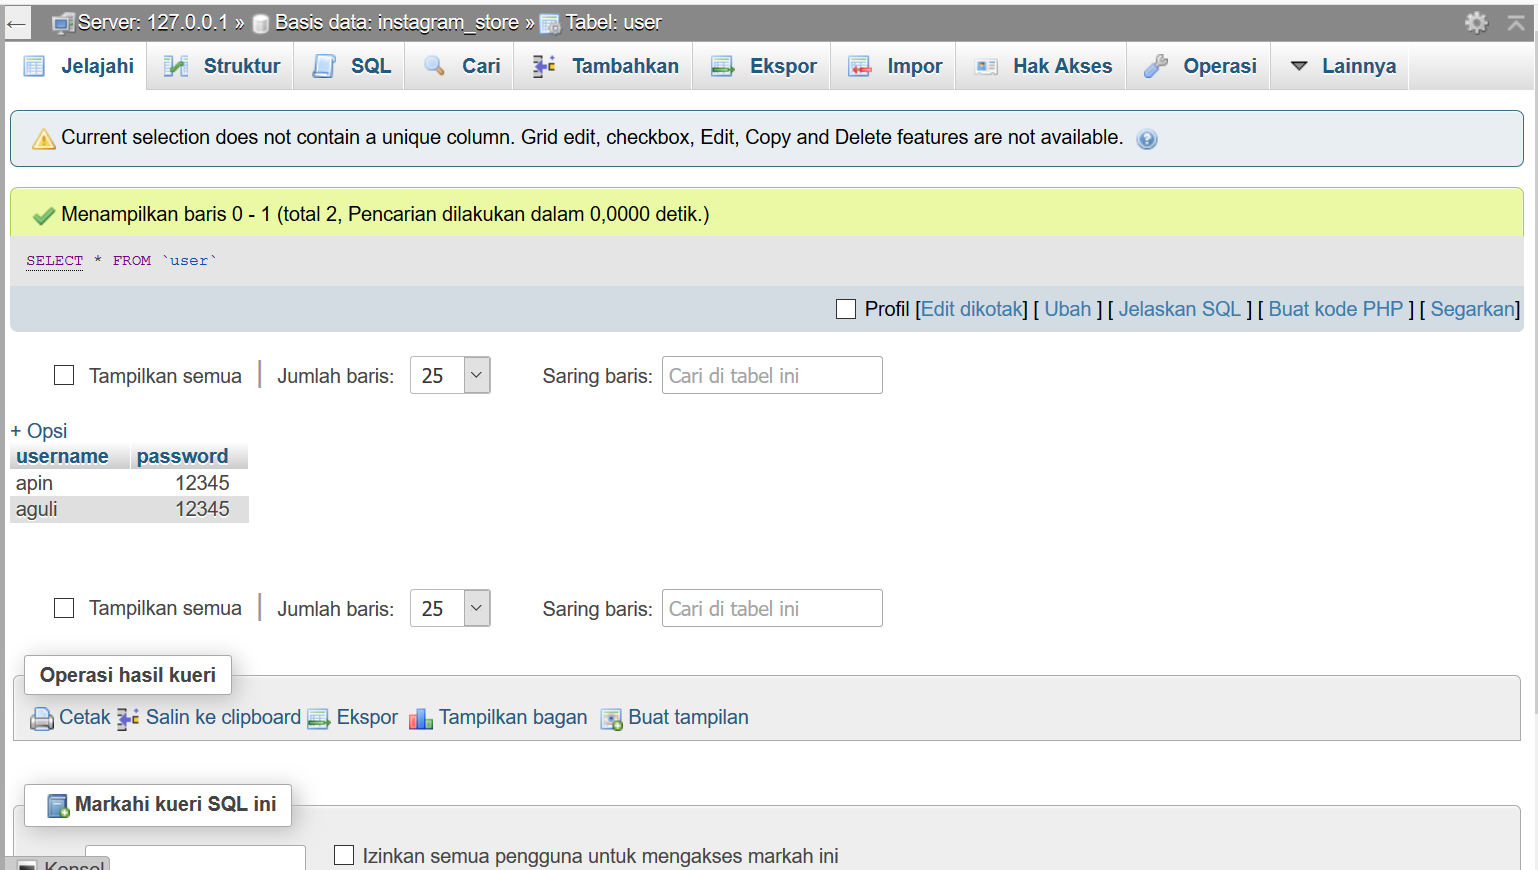 Server: 127.0.0.1 » Basis data: instagram_store » Tabel: user
Jelajahi Struktur SQL Cari Tambahkan Ekspor Impor Hak Akses Operasi Lainnya
Current selection does not contain a unique column. Grid edit, checkbox, Edit, Copy and Delete features are not available.
Menampilkan baris 0 - 1 (total 2, Pencarian dilakukan dalam 0,0000 detik.)
SELECT * FROM `user`
Profil [Edit dikotak] [ Ubah ] [ Jelaskan SQL ] [ Buat kode PHP ] [ Segarkan]
Tampilkan semua | Jumlah baris: 25 Saring baris: Cari di tabel ini
+ Opsi
username password
apin 12345
aguli 12345
Tampilkan semua | Jumlah baris: 25 Saring baris: Cari di tabel ini
Operasi hasil kueri
Cetak Salin ke clipboard Ekspor Tampilkan bagan Buat tampilan
Markahi kueri SQL ini
Izinkan semua pengguna untuk mengakses markah ini
Konsol